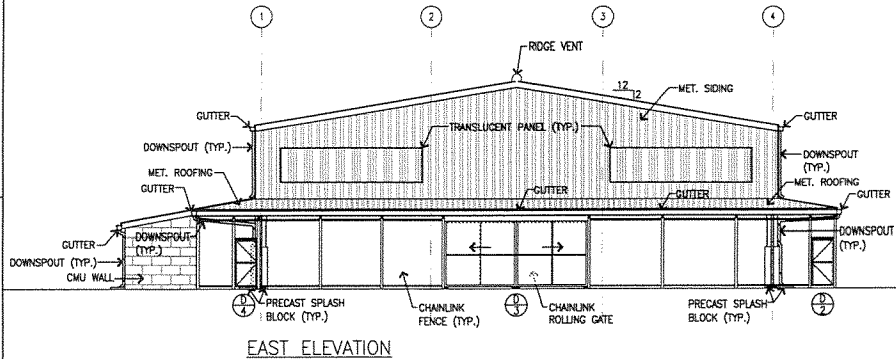 1
2
3
4
RIDGE VENT
12
2
MET. SIDING
GUTTER
GUTTER
DOWNSPOUT (TYP.)
TRANSLUCENT PANEL (TYP.)
DOWNSPOUT
(TYP.)
MET. ROOFING
MET. ROOFING
GUTTER
GUTTER
GUTTER
GUTTER
GUTTER
DOWNSPOUT
(TYP.)
DOWNSPOUT
(TYP.)
DOWNSPOUT (TYP.)
CMU WALL
D
4
PRECAST SPLASH
BLOCK (TYP.)
CHAINLINK
FENCE (TYP.)
D
3
CHAINLINK
ROLLING GATE
PRECAST SPLASH
BLOCK (TYP.)
D
2
EAST ELEVATION